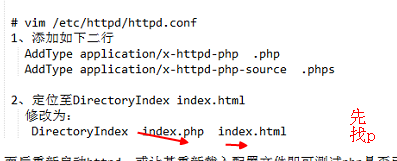 # vim /etc/httpd/httpd.conf
1、添加如下二行
AddType application/x-httpd-php .php
AddType application/x-httpd-php-source .phps
2、定位至DirectoryIndex index.html
修改为:
DirectoryIndex index.php index.html
先
找p
而后重新启动httpd，或让其重新载入配置文件即可测试php是否